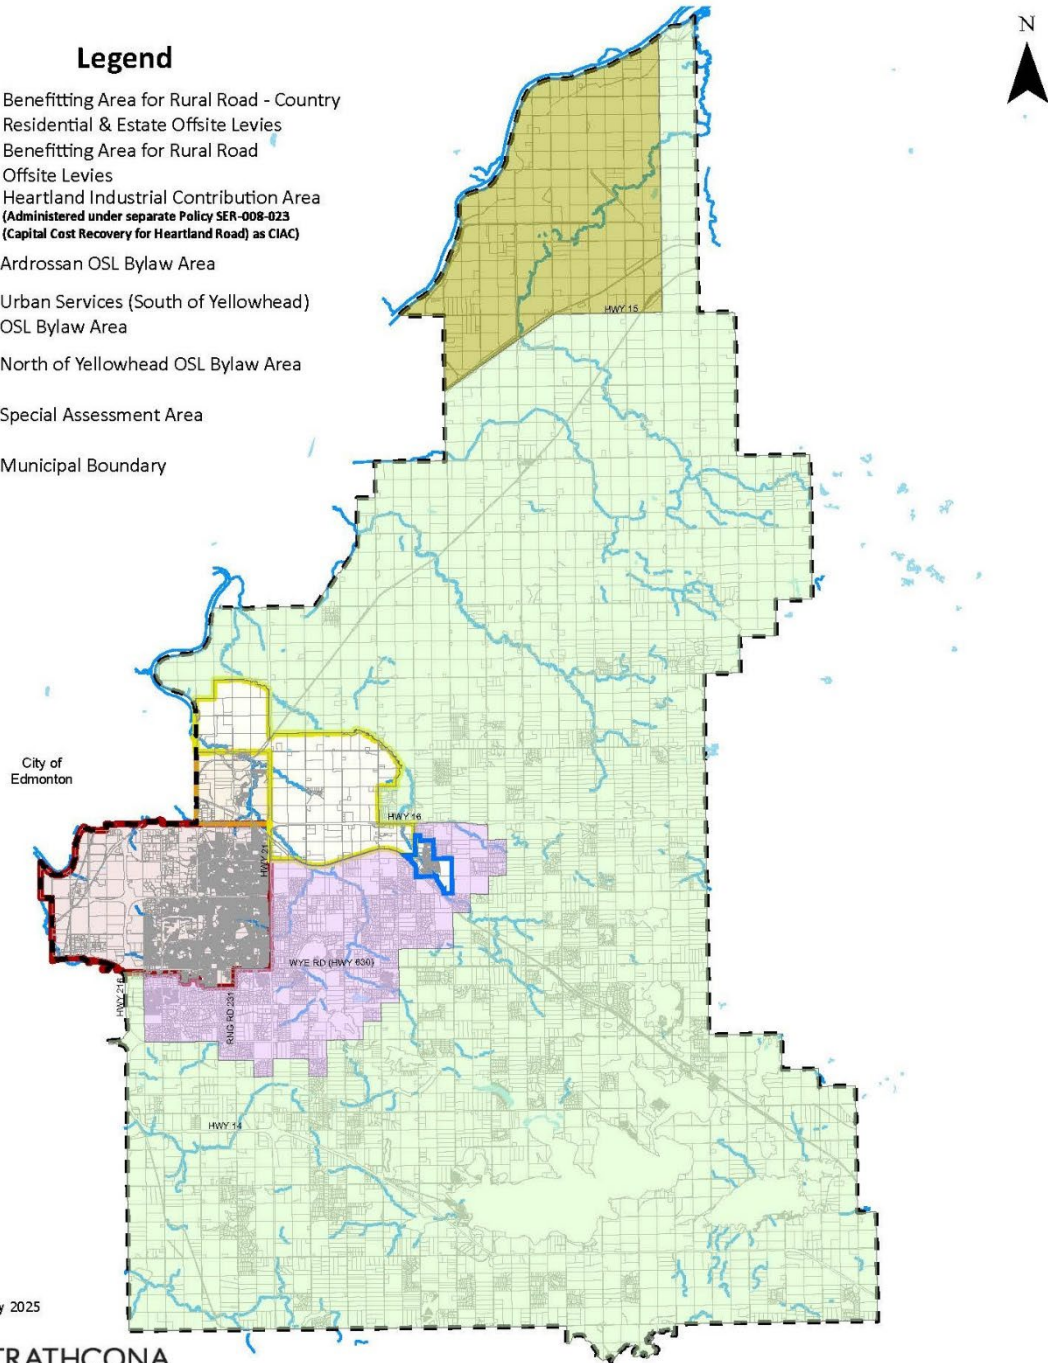 N
Legend
Benefitting Area for Rural Road - Country
Residential & Estate Offsite Levies
Benefitting Area for Rural Road
Offsite Levies
Heartland Industrial Contribution Area
(Administered under separate Policy SER-008-023
(Capital Cost Recovery for Heartland Road) as CIAC)
Ardrossan OSL Bylaw Area
Urban Services (South of Yellowhead)
OSL Bylaw Area
North of Yellowhead OSL Bylaw Area
Special Assessment Area
Municipal Boundary
HWY 15
City of
Edmonton
HWY 16
HWY 21
WYE RD (HWY 630)
HWY 216
RNG RD 231
HWY 14
y 2025
TRATHCONA